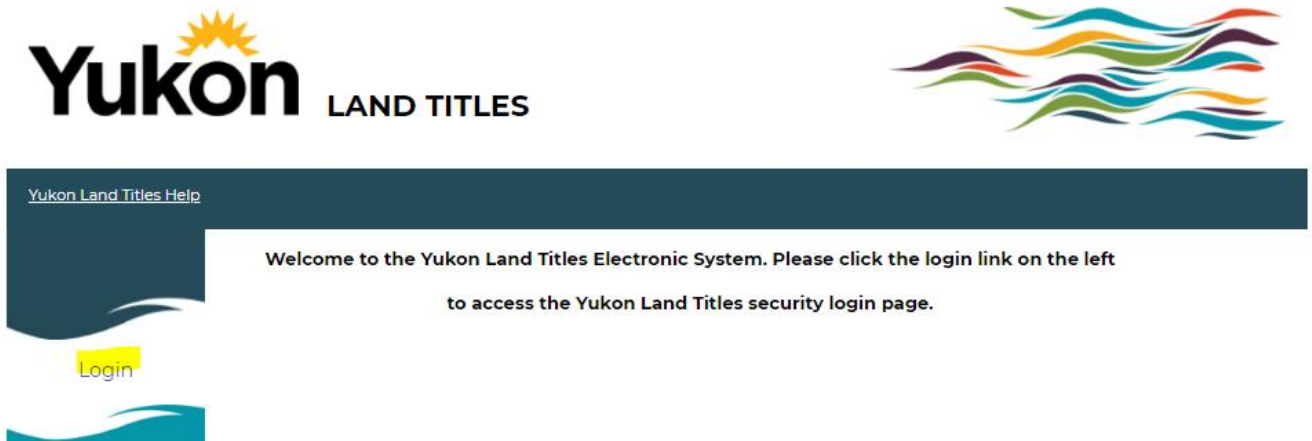 Yukon LAND TITLES
Yukon Land Titles Help
Welcome to the Yukon Land Titles Electronic System. Please click the login link on the left
to access the Yukon Land Titles security login page.
Login